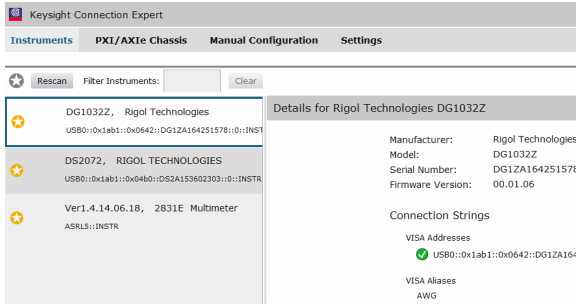 Keysight Connection Expert
Instruments PXI/AXIe Chassis Manual Configuration Settings
Rescan Filter Instruments: Clear
DG1032Z, Rigol Technologies
USB0::0x1ab1::0x0642::DG1ZA164251578::0::INST
DS2072, RIGOL TECHNOLOGIES
USB0::0x1ab1::0x04b0::DS2A153602303::0::INSTR
Ver1.4.14.06.18, 2831E Multimeter
ASRL5::INSTR
Details for Rigol Technologies DG1032Z
Manufacturer: Rigol Technologies
Model: DG1032Z
Serial Number: DG1ZA164251578
Firmware Version: 00.01.06
Connection Strings
VISA Addresses
USB0::0x1ab1::0x0642::DG1ZA164
VISA Aliases
AWG